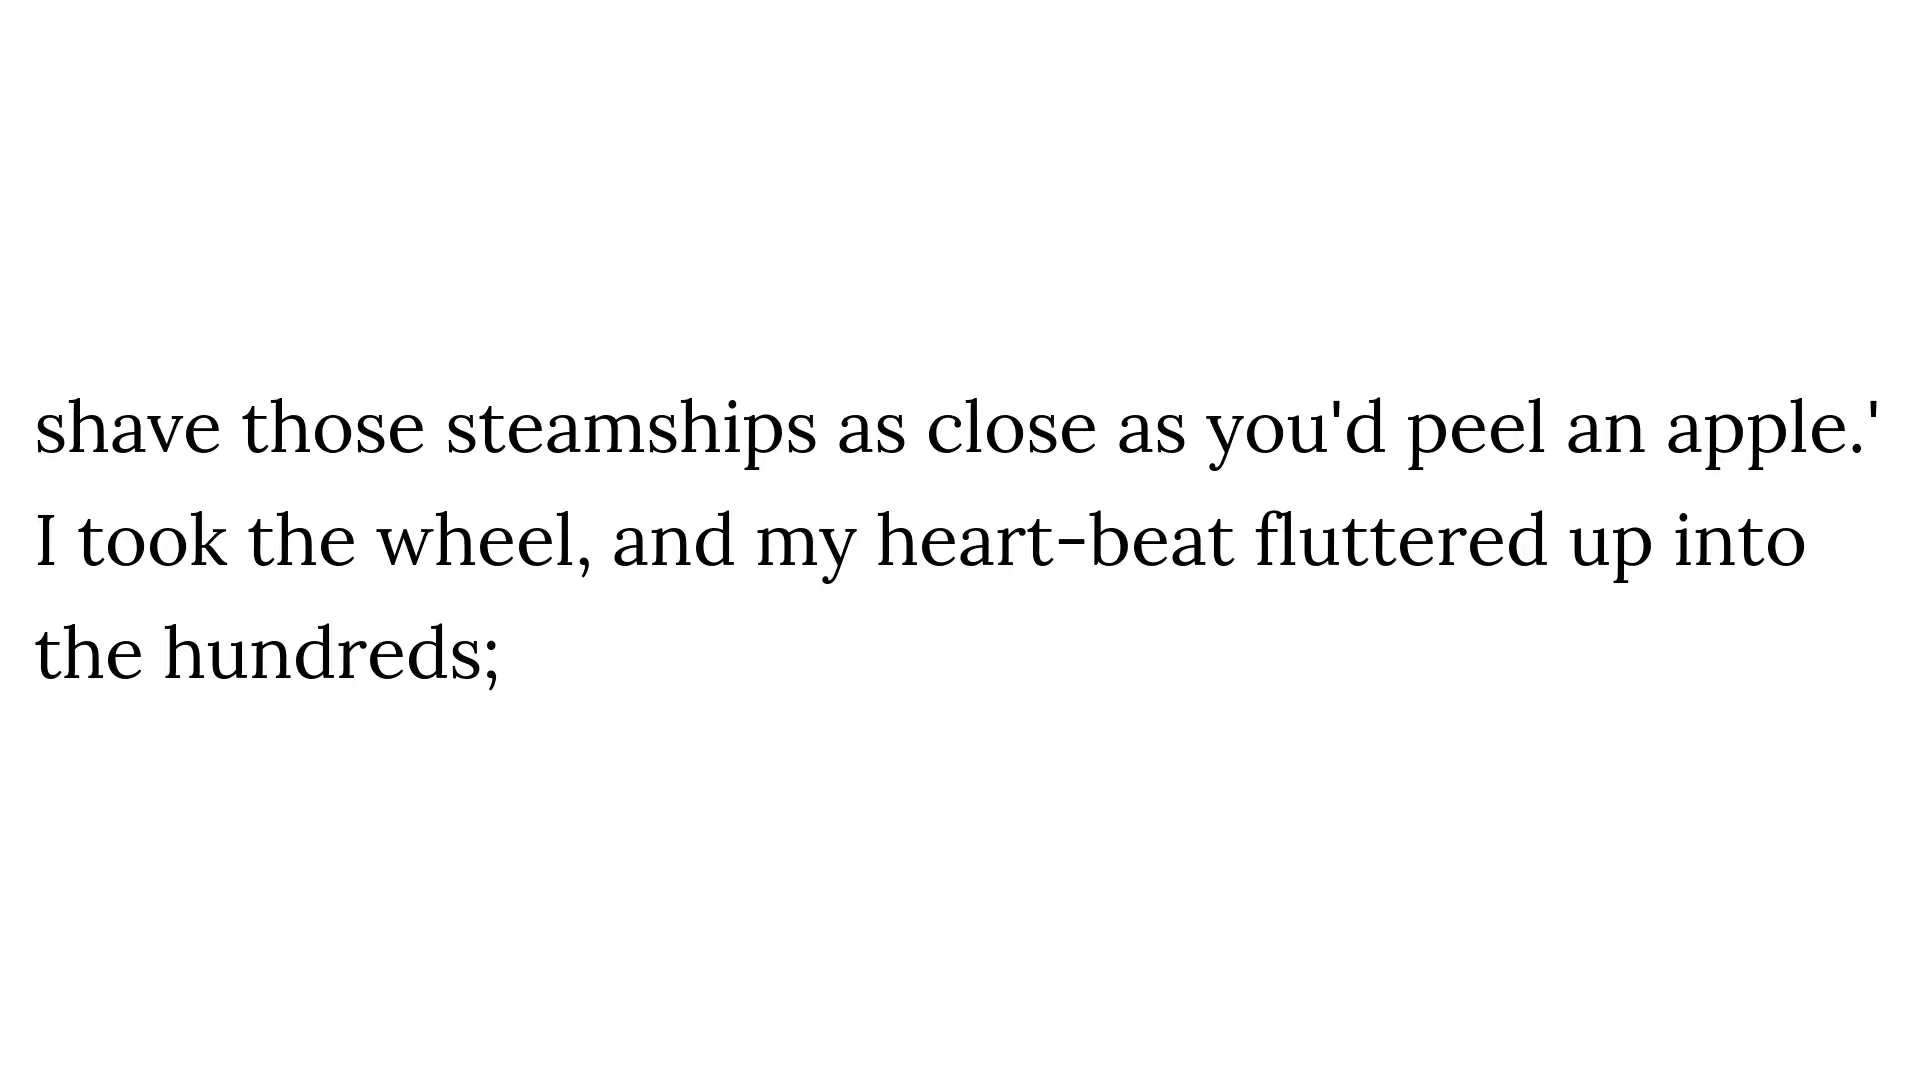 shave those steamships as close as you'd peel an apple.'
I took the wheel, and my heart-beat fluttered up into
the hundreds;